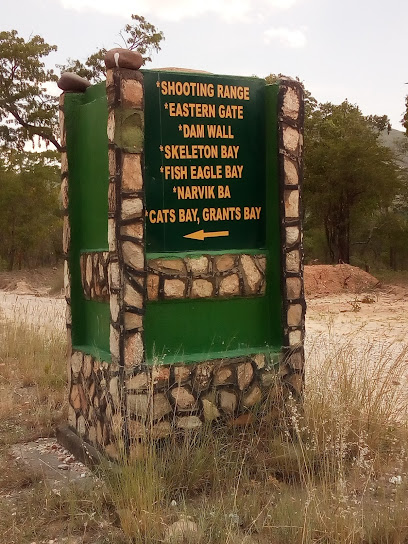 *SHOOTING RANGE
*EASTERN GATE
*DAM WALL
*SKELETON BAY
*FISH EAGLE BAY
*NARVIK BA
*CATS BAY, GRANTS BAY